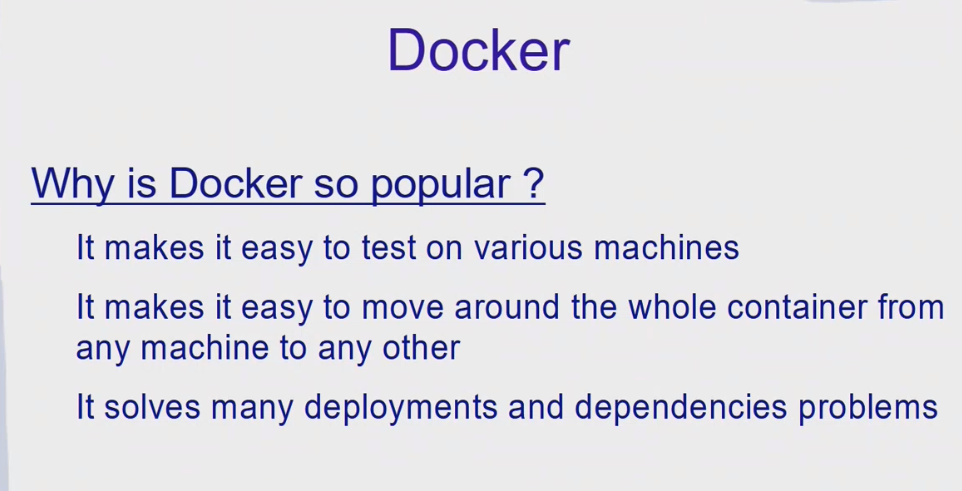 Docker
Why is Docker so popular ?
It makes it easy to test on various machines
It makes it easy to move around the whole container from
any machine to any other
It solves many deployments and dependencies problems